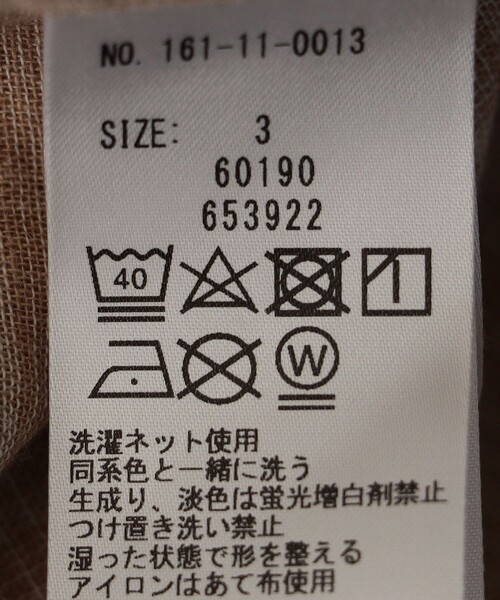 NO. 161-11-0013
SIZE: 3
60190
653922
40
W
洗濯ネット使用
同系色と一緒に洗う
生成り、淡色は蛍光増白剤禁止
つけ置き洗い禁止
湿った状態で形を整える
アイロンはあて布使用